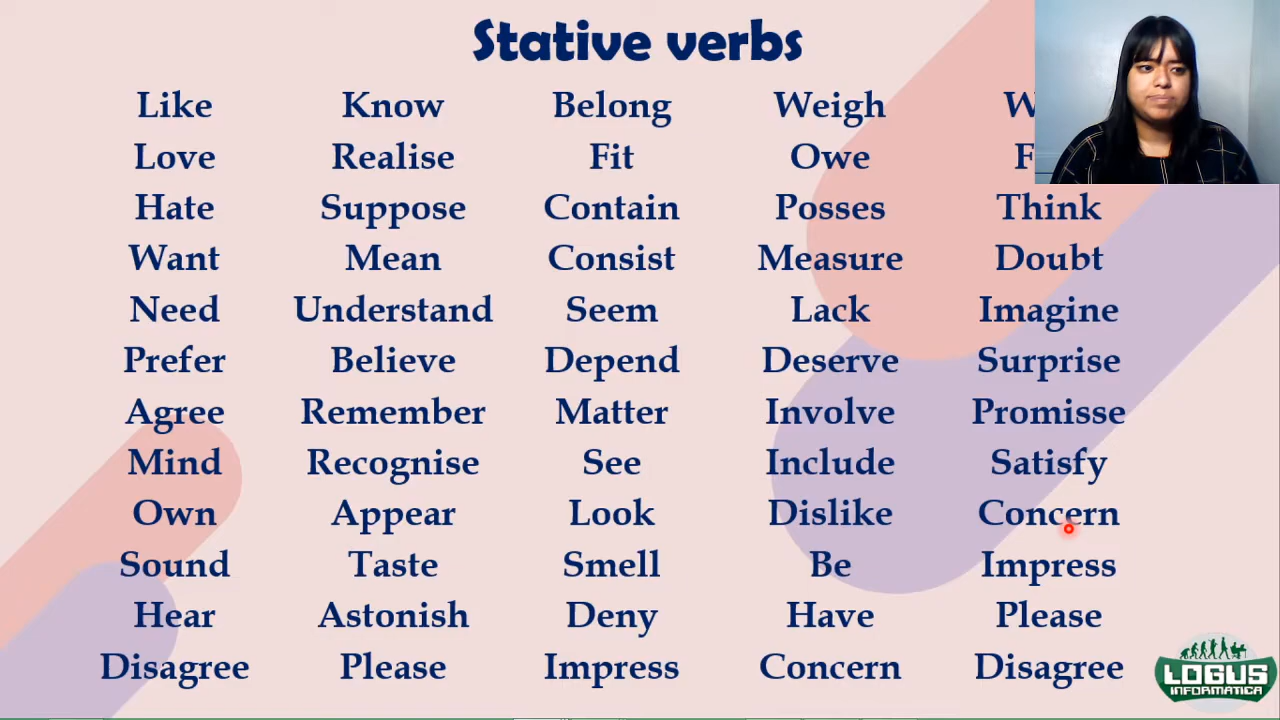 Stative verbs
Like Know Belong Weigh W
Love Realise Fit Owe F
Hate Suppose Contain Posses Think
Want Mean Consist Measure Doubt
Need Understand Seem Lack Imagine
Prefer Believe Depend Deserve Surprise
Agree Remember Matter Involve Promisse
Mind Recognise See Include Satisfy
Own Appear Look Dislike Concern
Sound Taste Smell Be Impress
Hear Astonish Deny Have Please
Disagree Please Impress Concern Disagree
LOGUS
INFORMATICA